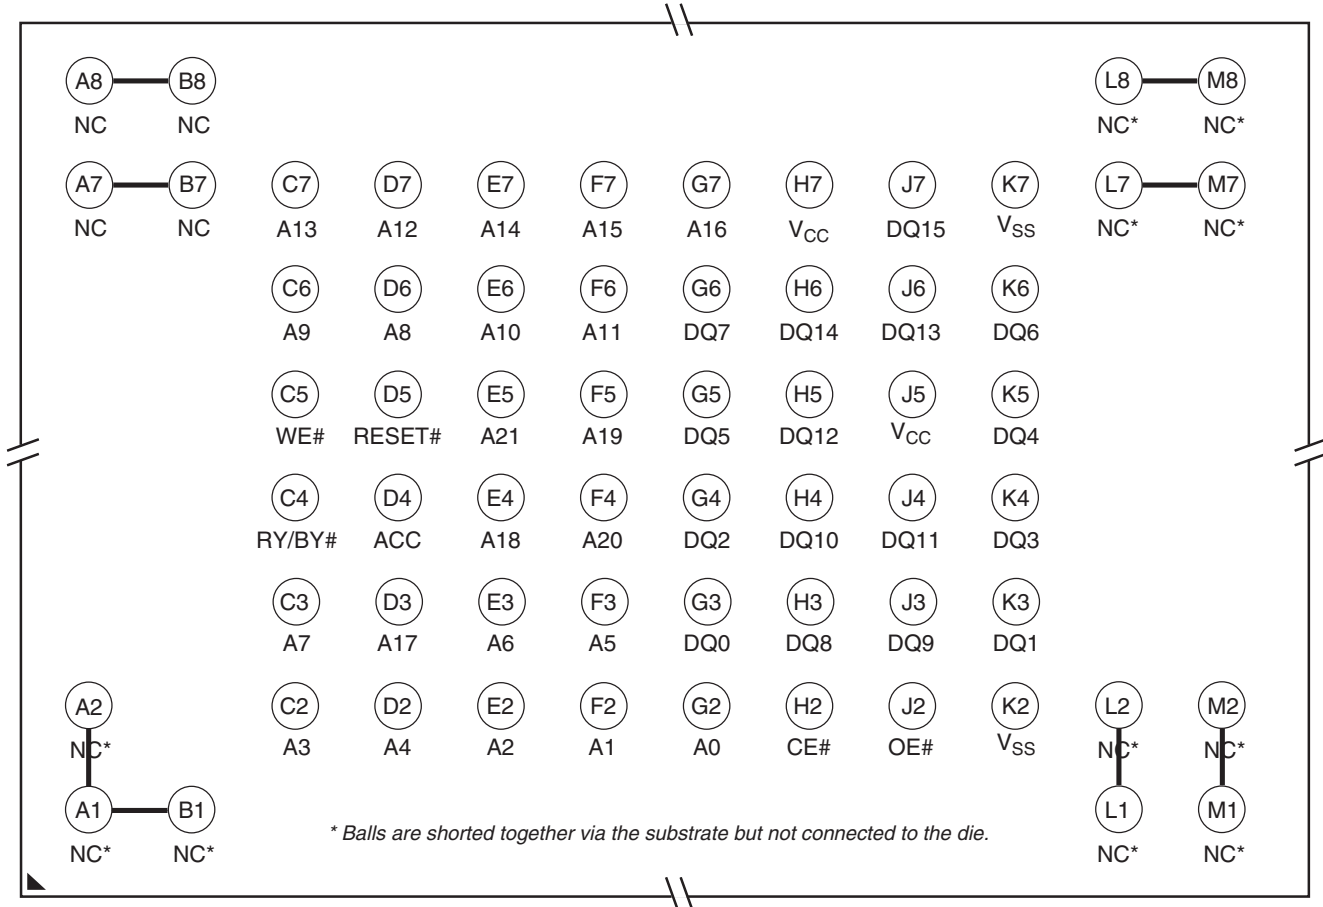 A8 B8 L8 M8
NC NC NC* NC*
A7 B7 C7 D7 E7 F7 G7 H7 J7 K7 L7 M7
NC NC A13 A12 A14 A15 A16 VCC DQ15 VSS NC* NC*
C6 D6 E6 F6 G6 H6 J6 K6
A9 A8 A10 A11 DQ7 DQ14 DQ13 DQ6
C5 D5 E5 F5 G5 H5 J5 K5
WE# RESET# A21 A19 DQ5 DQ12 VCC DQ4
C4 D4 E4 F4 G4 H4 J4 K4
RY/BY# ACC A18 A20 DQ2 DQ10 DQ11 DQ3
C3 D3 E3 F3 G3 H3 J3 K3
A7 A17 A6 A5 DQ0 DQ8 DQ9 DQ1
A2 C2 D2 E2 F2 G2 H2 J2 K2 L2 M2
NC* A3 A4 A2 A1 A0 CE# OE# VSS NC* NC*
A1 B1 L1 M1
* Balls are shorted together via the substrate but not connected to the die.
NC* NC* NC* NC*